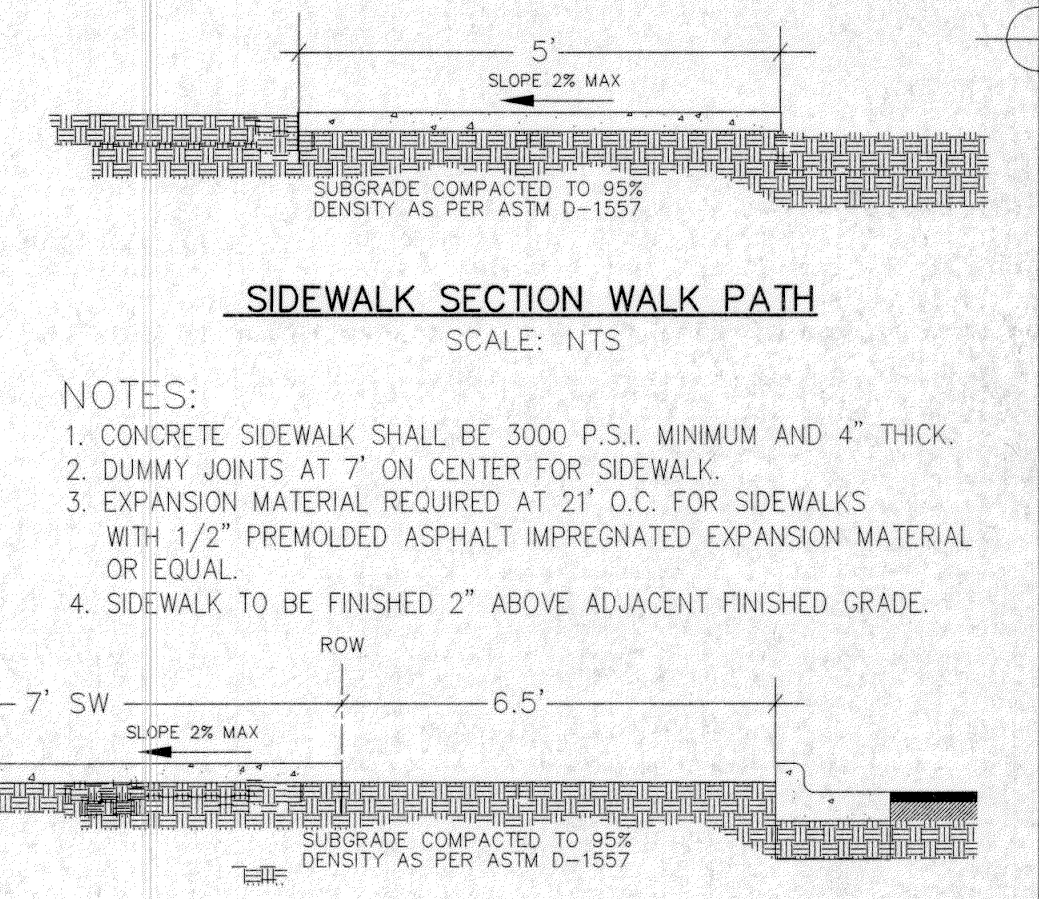 5'
SLOPE 2% MAX
SUBGRADE COMPACTED TO 95%
DENSITY AS PER ASTM D-1557
SIDEWALK SECTION WALK PATH
SCALE: NTS
NOTES:
1. CONCRETE SIDEWALK SHALL BE 3000 P.S.I. MINIMUM AND 4" THICK.
2. DUMMY JOINTS AT 7' ON CENTER FOR SIDEWALK.
3. EXPANSION MATERIAL REQUIRED AT 21' O.C. FOR SIDEWALKS
WITH 1/2" PREMOLDED ASPHALT IMPREGNATED EXPANSION MATERIAL
OR EQUAL.
4. SIDEWALK TO BE FINISHED 2" ABOVE ADJACENT FINISHED GRADE.
ROW
7' SW
6.5'
SLOPE 2% MAX
SUBGRADE COMPACTED TO 95%
DENSITY AS PER ASTM D-1557